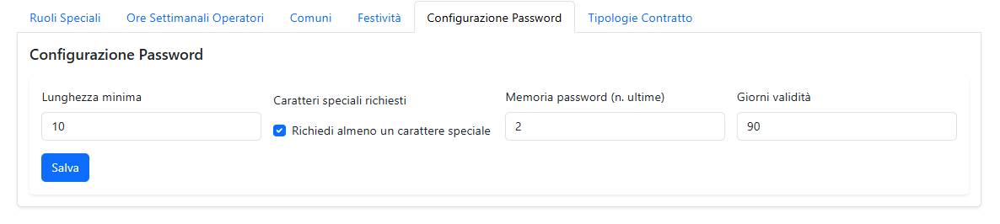 Ruoli Speciali Ore Settimanali Operatori Comuni Festività Configurazione Password Tipologie Contratto
Configurazione Password
Lunghezza minima
10
Caratteri speciali richiesti
Richiedi almeno un carattere speciale
Memoria password (n. ultime)
2
Giorni validità
90
Salva